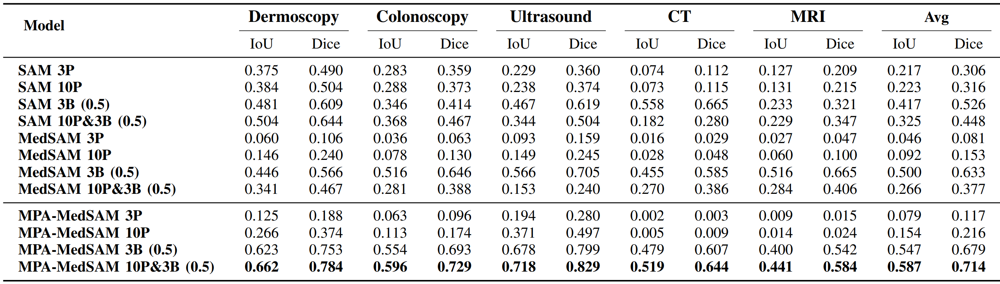 Model Dermoscopy Colonoscopy Ultrasound CT MRI Avg
IoU Dice IoU Dice IoU Dice IoU Dice IoU Dice IoU Dice
SAM 3P 0.375 0.490 0.283 0.359 0.229 0.360 0.074 0.112 0.127 0.209 0.217 0.306
SAM 10P 0.384 0.504 0.288 0.373 0.238 0.374 0.073 0.115 0.131 0.215 0.223 0.316
SAM 3B (0.5) 0.481 0.609 0.346 0.414 0.467 0.619 0.558 0.665 0.233 0.321 0.417 0.526
SAM 10P&3B (0.5) 0.504 0.644 0.368 0.467 0.344 0.504 0.182 0.280 0.229 0.347 0.325 0.448
MedSAM 3P 0.060 0.106 0.036 0.063 0.093 0.159 0.016 0.029 0.027 0.047 0.046 0.081
MedSAM 10P 0.146 0.240 0.078 0.130 0.149 0.245 0.028 0.048 0.060 0.100 0.092 0.153
MedSAM 3B (0.5) 0.446 0.566 0.516 0.646 0.566 0.705 0.455 0.585 0.516 0.665 0.500 0.633
MedSAM 10P&3B (0.5) 0.341 0.467 0.281 0.388 0.153 0.240 0.270 0.386 0.284 0.406 0.266 0.377
MPA-MedSAM 3P 0.125 0.188 0.063 0.096 0.194 0.280 0.002 0.003 0.009 0.015 0.079 0.117
MPA-MedSAM 10P 0.266 0.374 0.113 0.174 0.371 0.497 0.005 0.009 0.014 0.024 0.154 0.216
MPA-MedSAM 3B (0.5) 0.623 0.753 0.554 0.693 0.678 0.799 0.479 0.607 0.400 0.542 0.547 0.679
MPA-MedSAM 10P&3B (0.5) 0.662 0.784 0.596 0.729 0.718 0.829 0.519 0.644 0.441 0.584 0.587 0.714